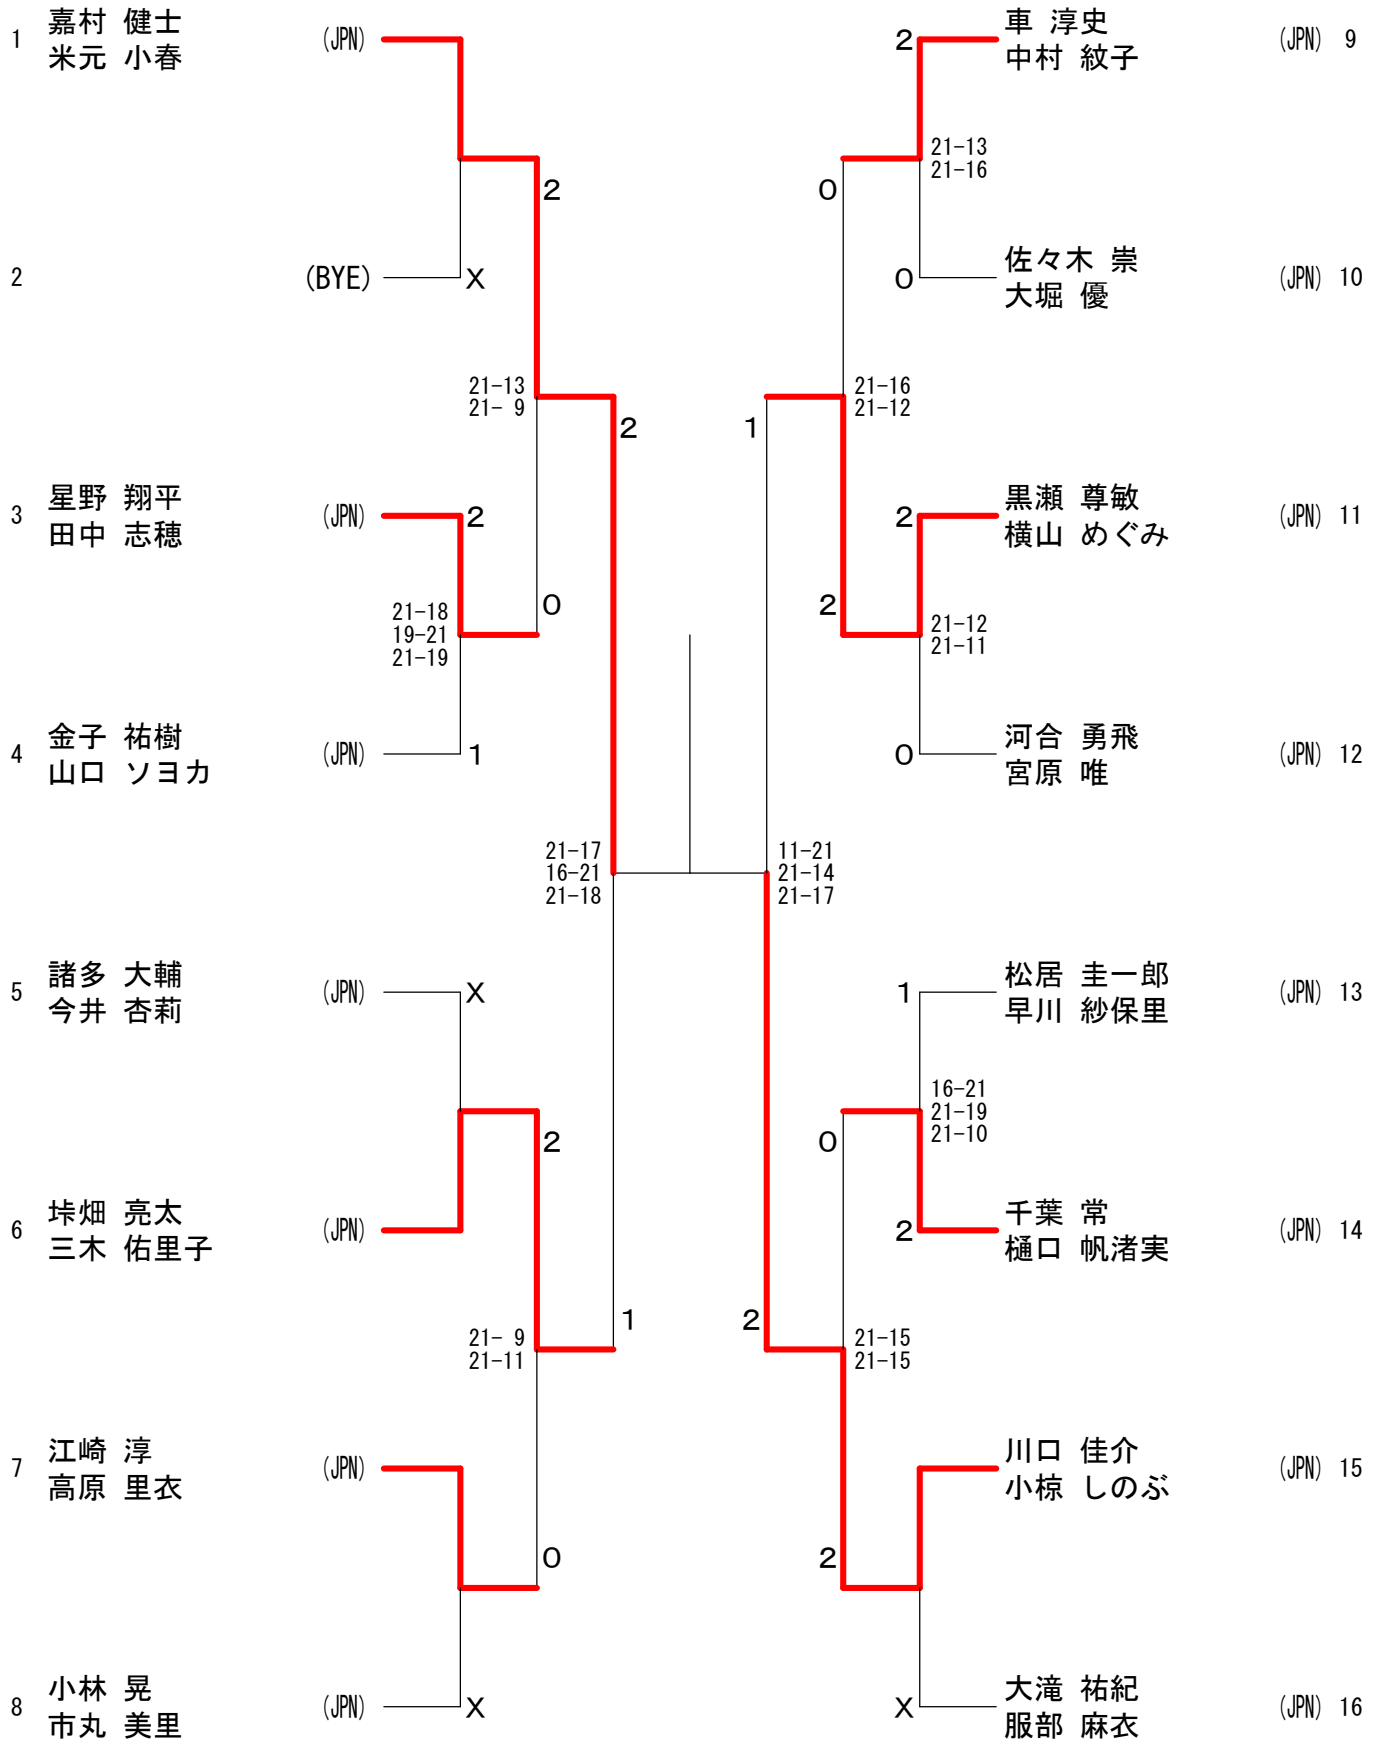 1 嘉村 健士 (JPN)
米元 小春
2 (BYE) X
2
21-13
21- 9
3 星野 翔平 (JPN) 2
田中 志穂
21-18
19-21
21-19
0
4 金子 祐樹 (JPN) 1
山口 ソヨカ
2
21-17
16-21
21-18
5 諸多 大輔 (JPN) X
今井 杏莉
2
6 垰畑 亮太 (JPN)
三木 佑里子
21- 9
21-11
1
7 江崎 淳 (JPN)
高原 里衣
0
8 小林 晃 (JPN) X
市丸 美里
2 車 淳史 (JPN) 9
中村 紋子
21-13
21-16
0
0 佐々木 崇 (JPN) 10
大堀 優
21-16
21-12
1
2 黒瀬 尊敏 (JPN) 11
横山 めぐみ
2
21-12
21-11
0 河合 勇飛 (JPN) 12
宮原 唯
11-21
21-14
21-17
1 松居 圭一郎 (JPN) 13
早川 紗保里
16-21
21-19
21-10
0
2 千葉 常 (JPN) 14
樋口 帆渚実
2
21-15
21-15
川口 佳介 (JPN) 15
小椋 しのぶ
2
X 大滝 祐紀 (JPN) 16
服部 麻衣